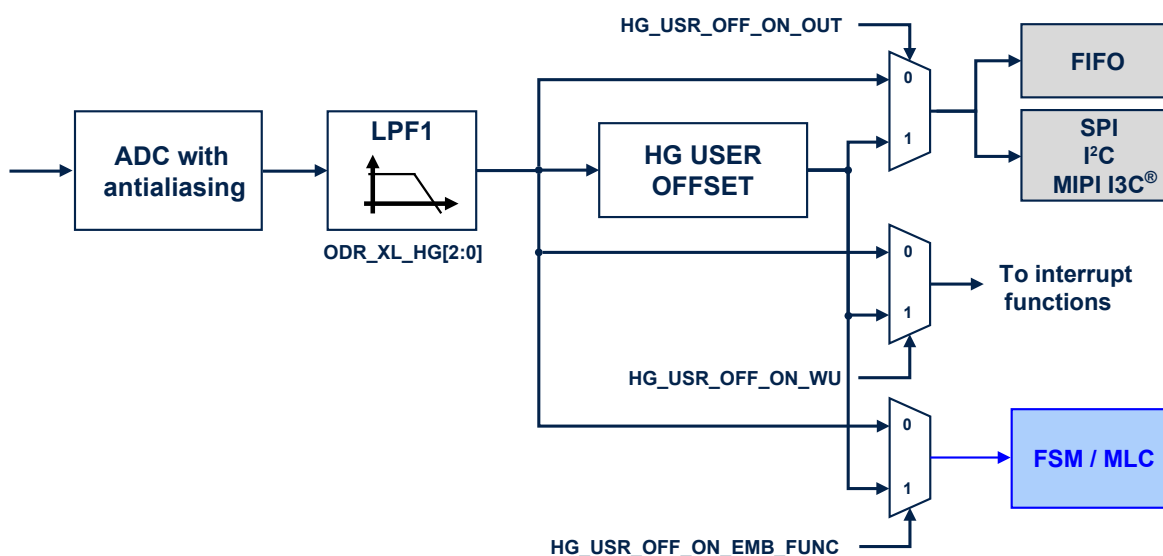 HG_USR_OFF_ON_OUT
FIFO
0
ADC with
antialiasing
LPF1
ODR_XL_HG[2:0]
HG USER
OFFSET
1
SPI
I²C
MIPI I3C®
0
To interrupt
functions
1
HG_USR_OFF_ON_WU
0
FSM / MLC
1
HG_USR_OFF_ON_EMB_FUNC